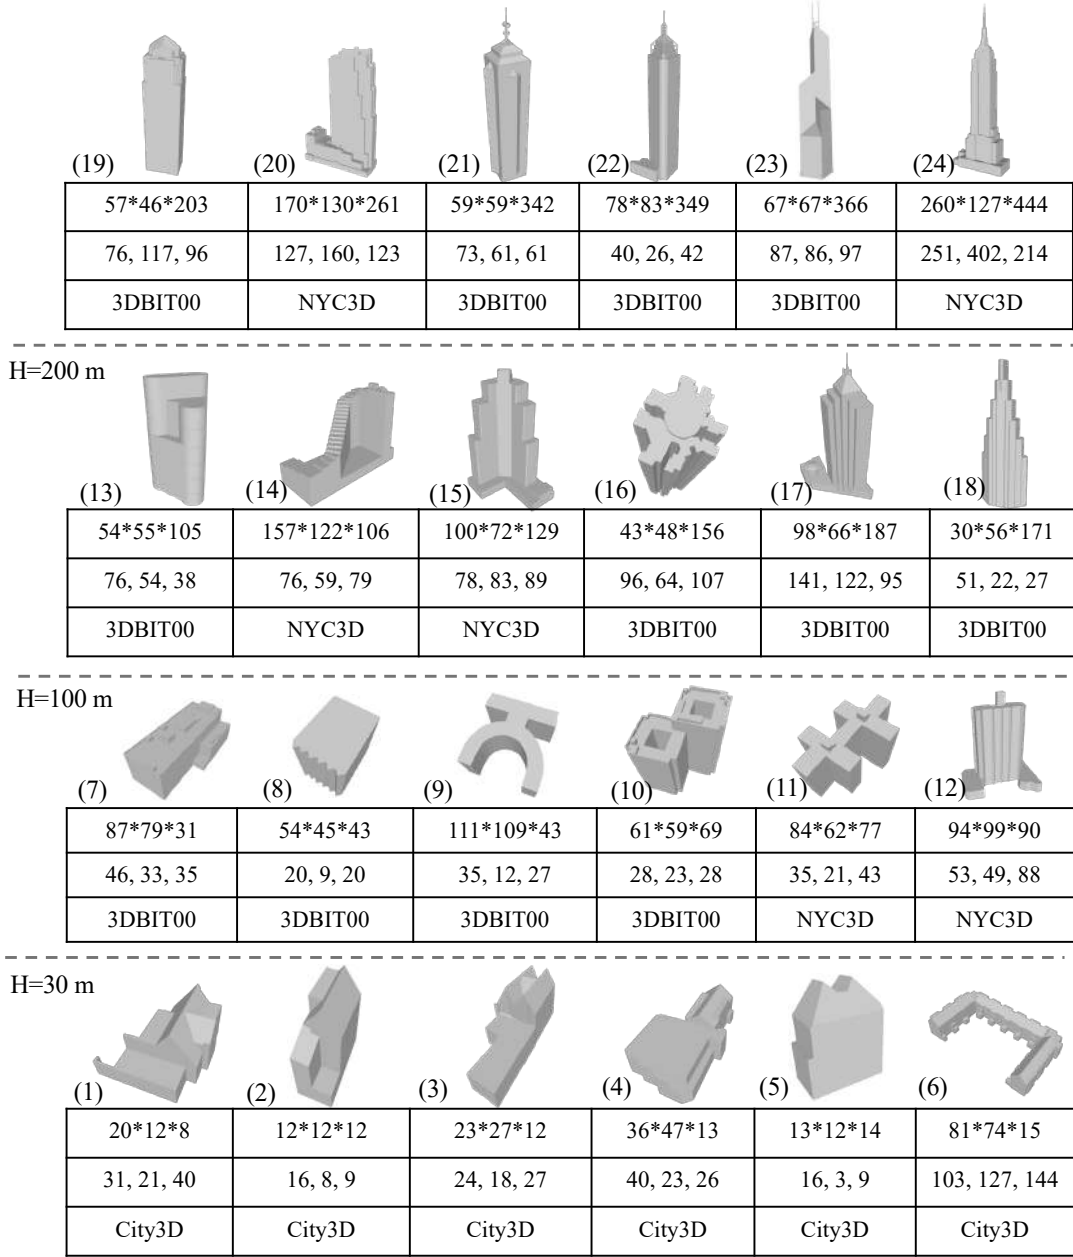 (19) (20) (21) (22) (23) (24)
57*46*203 170*130*261 59*59*342 78*83*349 67*67*366 260*127*444
76, 117, 96 127, 160, 123 73, 61, 61 40, 26, 42 87, 86, 97 251, 402, 214
3DBIT00 NYC3D 3DBIT00 3DBIT00 3DBIT00 NYC3D
H=200 m
(13) (14) (15) (16) (17) (18)
54*55*105 157*122*106 100*72*129 43*48*156 98*66*187 30*56*171
76, 54, 38 76, 59, 79 78, 83, 89 96, 64, 107 141, 122, 95 51, 22, 27
3DBIT00 NYC3D NYC3D 3DBIT00 3DBIT00 3DBIT00
H=100 m
(7) (8) (9) (10) (11) (12)
87*79*31 54*45*43 111*109*43 61*59*69 84*62*77 94*99*90
46, 33, 35 20, 9, 20 35, 12, 27 28, 23, 28 35, 21, 43 53, 49, 88
3DBIT00 3DBIT00 3DBIT00 3DBIT00 NYC3D NYC3D
H=30 m
(1) (2) (3) (4) (5) (6)
20*12*8 12*12*12 23*27*12 36*47*13 13*12*14 81*74*15
31, 21, 40 16, 8, 9 24, 18, 27 40, 23, 26 16, 3, 9 103, 127, 144
City3D City3D City3D City3D City3D City3D